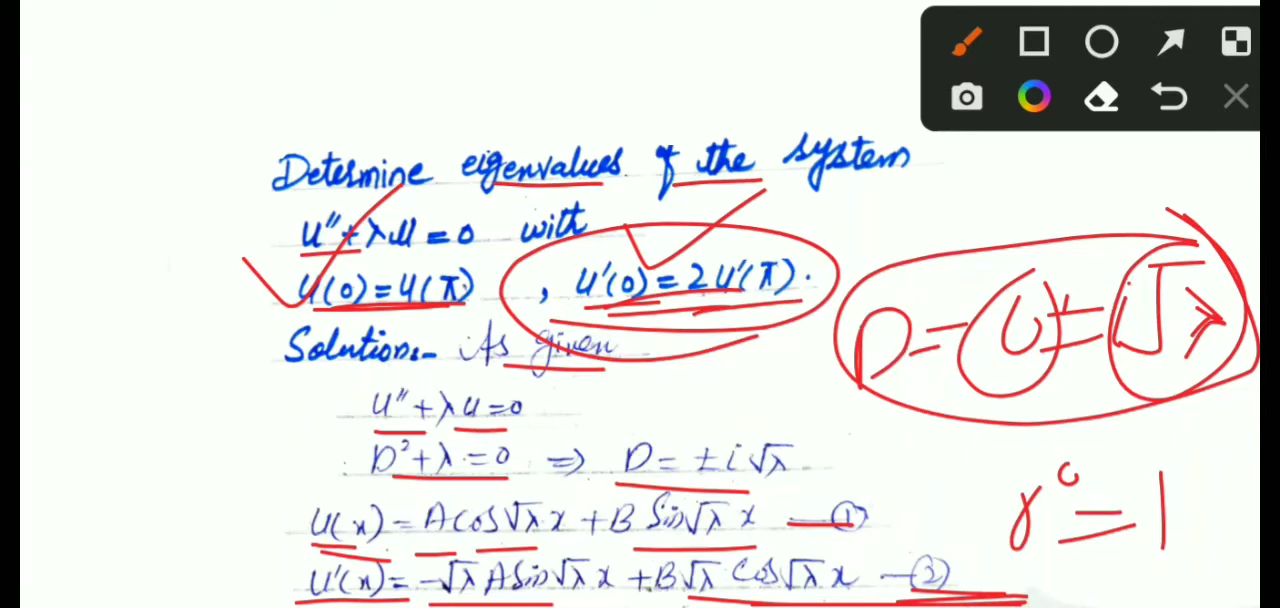 Determine eigenvalues of the system
u'' + λu = 0 with
u(0) = u(π) , u'(0) = 2u'(π).
Solution:- As given
u'' + λu = 0
D² + λ = 0 ⇒ D = ± i√λ
u(x) = A cos√λ x + B Sin√λ x —①
u'(x) = -√λ A Sin√λ x + B√λ Cos√λ x —②
D = 0 ± i√λ
r⁰ = 1